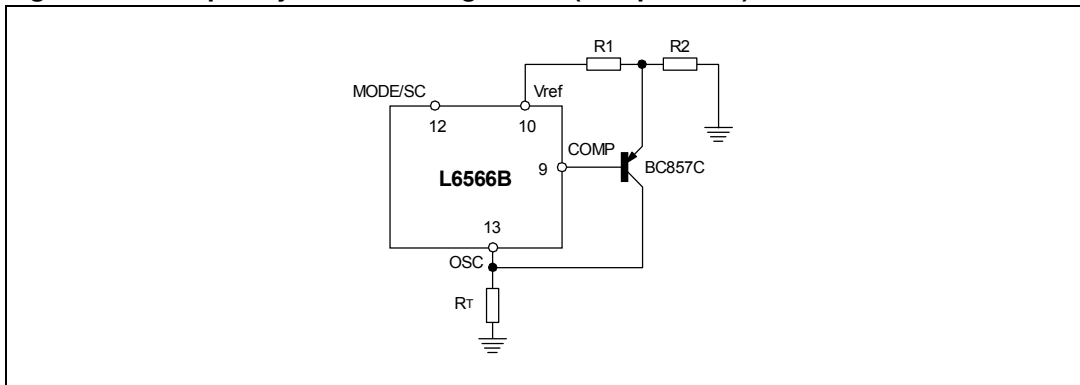 R1 R2
MODE/SC Vref
12 10
COMP
9 BC857C
L6566B
13
OSC
RT